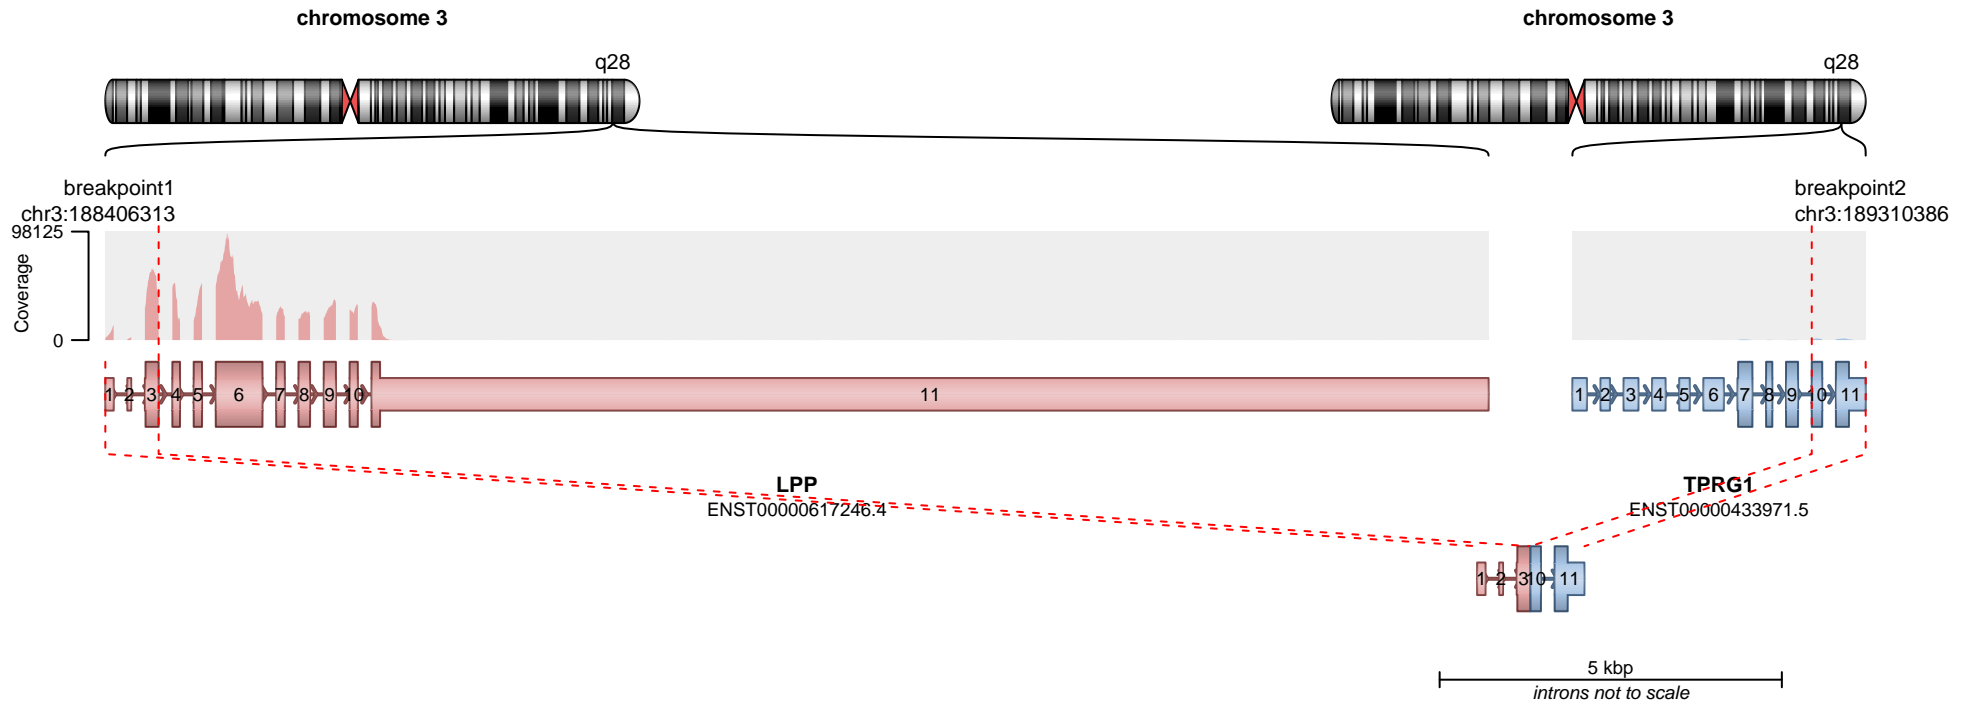 chromosome 3
chromosome 3
q28
q28
breakpoint1
chr3:188406313
breakpoint2
chr3:189310386
98125
Coverage
0
1 2 3 4 5 6 7 8 9 10 11
1 2 3 4 5 6 7 8 9 10 11
LPP
ENST00000617246.4
TPRG1
ENST00000433971.5
1 2 3 10 11
5 kbp
introns not to scale